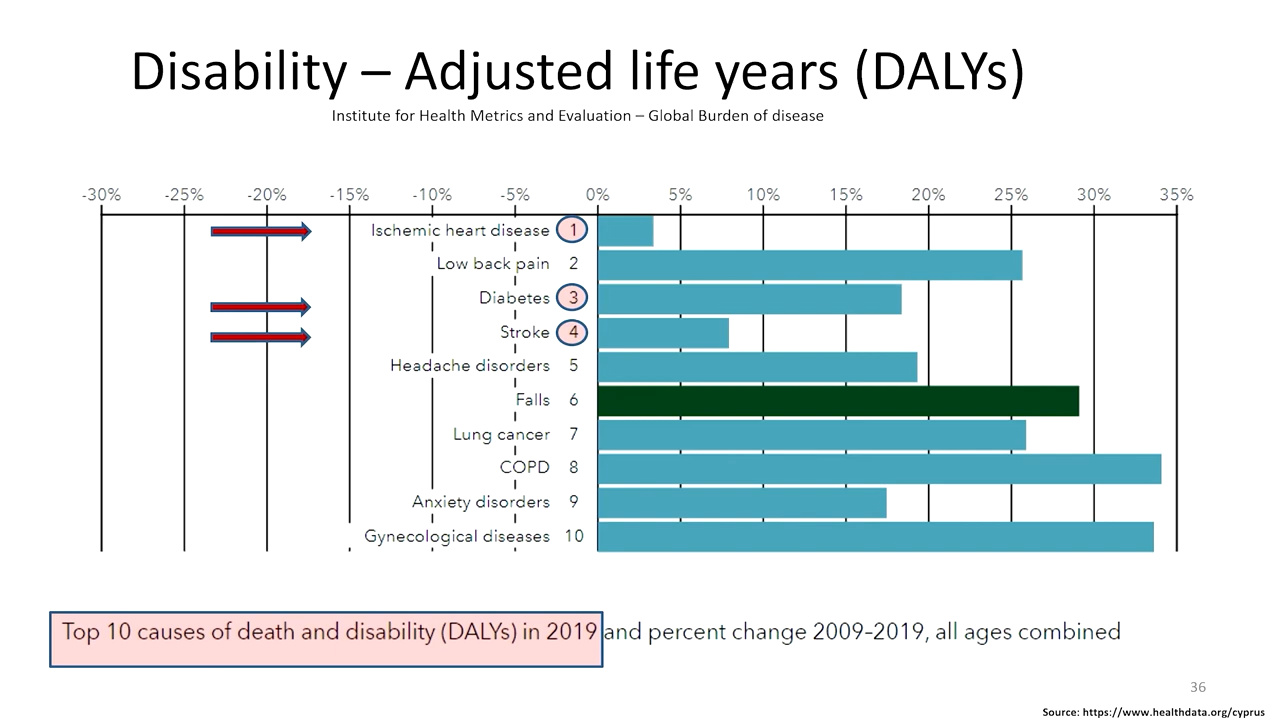 Disability – Adjusted life years (DALYs)
Institute for Health Metrics and Evaluation – Global Burden of disease
-30% -25% -20% -15% -10% -5% 0% 5% 10% 15% 20% 25% 30% 35%
Ischemic heart disease 1
Low back pain 2
Diabetes 3
Stroke 4
Headache disorders 5
Falls 6
Lung cancer 7
COPD 8
Anxiety disorders 9
Gynecological diseases 10
Top 10 causes of death and disability (DALYs) in 2019 and percent change 2009–2019, all ages combined
36
Source: https://www.healthdata.org/cyprus